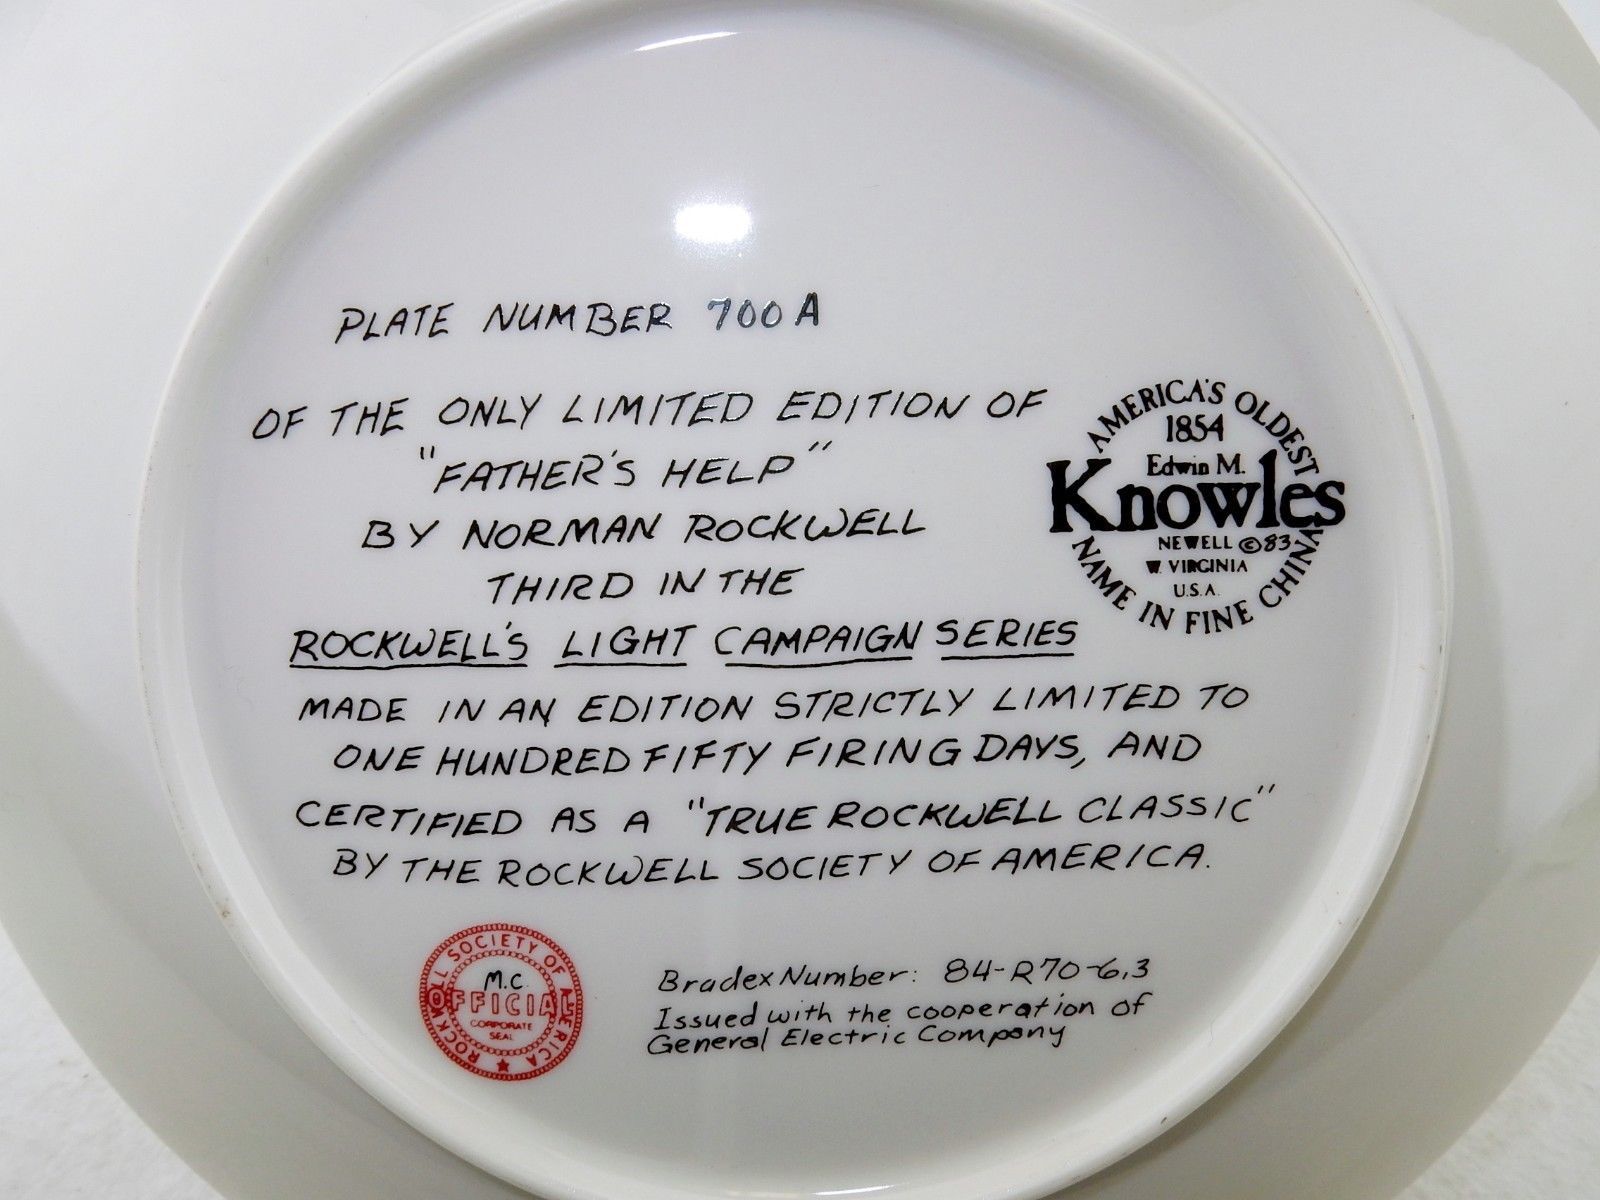 PLATE NUMBER 700A
OF THE ONLY LIMITED EDITION OF
"FATHER'S HELP"
BY NORMAN ROCKWELL
THIRD IN THE
ROCKWELL'S LIGHT CAMPAIGN SERIES
MADE IN AN EDITION STRICTLY LIMITED TO
ONE HUNDRED FIFTY FIRING DAYS, AND
CERTIFIED AS A "TRUE ROCKWELL CLASSIC"
BY THE ROCKWELL SOCIETY OF AMERICA.
AMERICA'S OLDEST
1854
Edwin M.
Knowles
NEWELL ©83
W. VIRGINIA
U.S.A.
NAME IN FINE CHINA
ROCKWELL SOCIETY OF AMERICA
M.C.
OFFICIAL
CORPORATE
SEAL
Bradex Number: 84-R70-6.3
Issued with the cooperation of
General Electric Company